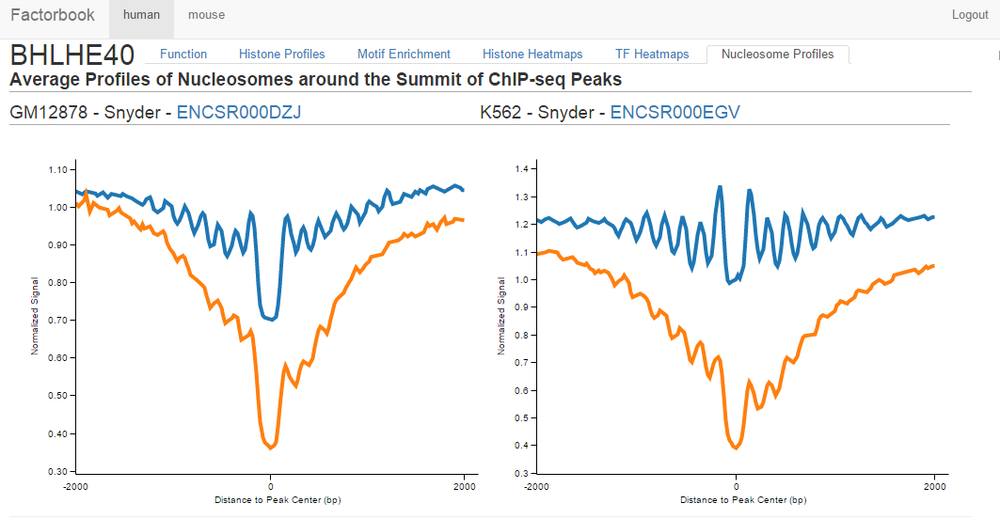 Factorbook human mouse Logout
BHLHE40 Function Histone Profiles Motif Enrichment Histone Heatmaps TF Heatmaps Nucleosome Profiles
Average Profiles of Nucleosomes around the Summit of ChIP-seq Peaks
GM12878 - Snyder - ENCSR000DZJ
1.10
1.00
0.90
0.80
0.70
0.60
0.50
0.40
0.30
Normalized Signal
-2000 0 2000
Distance to Peak Center (bp)
K562 - Snyder - ENCSR000EGV
1.4
1.3
1.2
1.1
1.0
0.9
0.8
0.7
0.6
0.5
0.4
0.3
Normalized Signal
-2000 0 2000
Distance to Peak Center (bp)